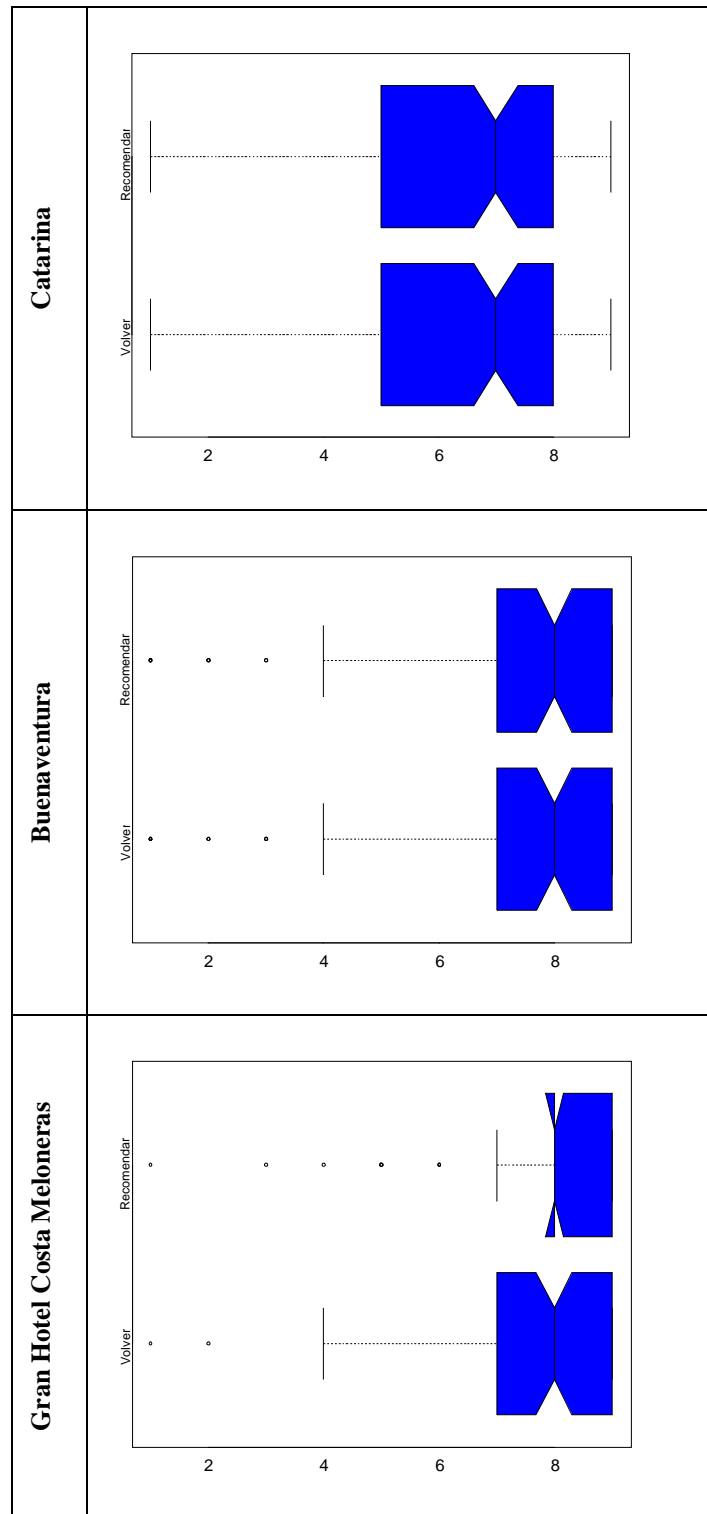 Catarina
Recomendar
Volver
2 4 6 8
Buenaventura
Recomendar
Volver
2 4 6 8
Gran Hotel Costa Meloneras
Recomendar
Volver
2 4 6 8